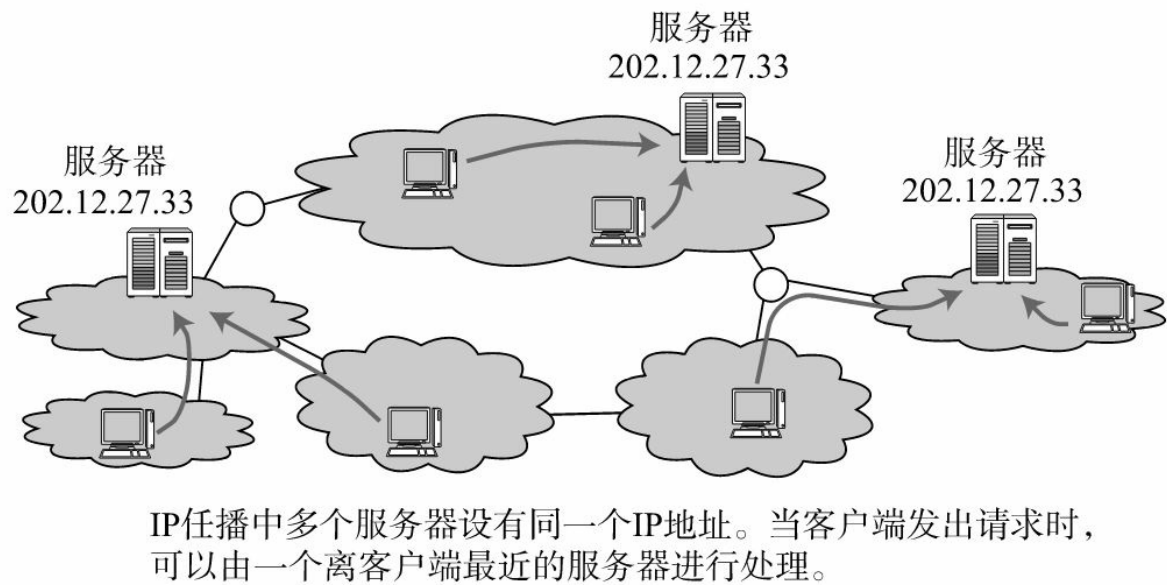 服务器
202.12.27.33
服务器
202.12.27.33
服务器
202.12.27.33
IP任播中多个服务器设有同一个IP地址。当客户端发出请求时，
可以由一个离客户端最近的服务器进行处理。